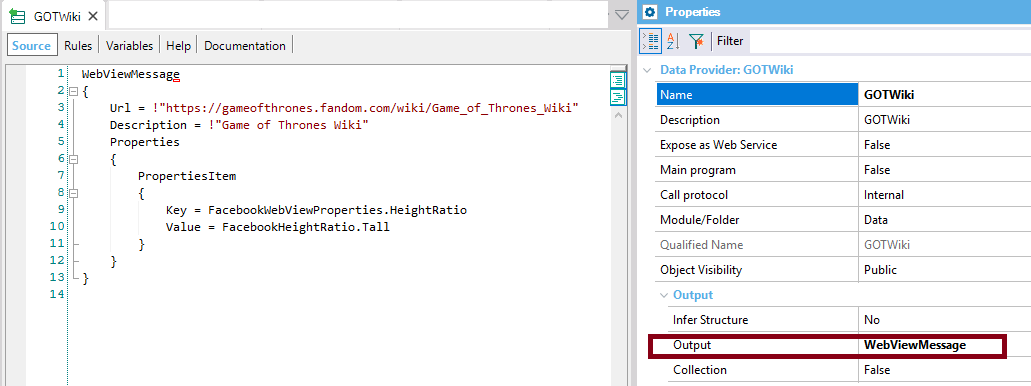 GOTWiki
Source Rules Variables Help Documentation
1 WebViewMessage
2 {
3 Url = !"https://gameofthrones.fandom.com/wiki/Game_of_Thrones_Wiki"
4 Description = !"Game of Thrones Wiki"
5 Properties
6 {
7 PropertiesItem
8 {
9 Key = FacebookWebViewProperties.HeightRatio
10 Value = FacebookHeightRatio.Tall
11 }
12 }
13 }
14
Properties
Filter
Data Provider: GOTWiki
Name GOTWiki
Description GOTWiki
Expose as Web Service False
Main program False
Call protocol Internal
Module/Folder Data
Qualified Name GOTWiki
Object Visibility Public
Output
Infer Structure No
Output WebViewMessage
Collection False